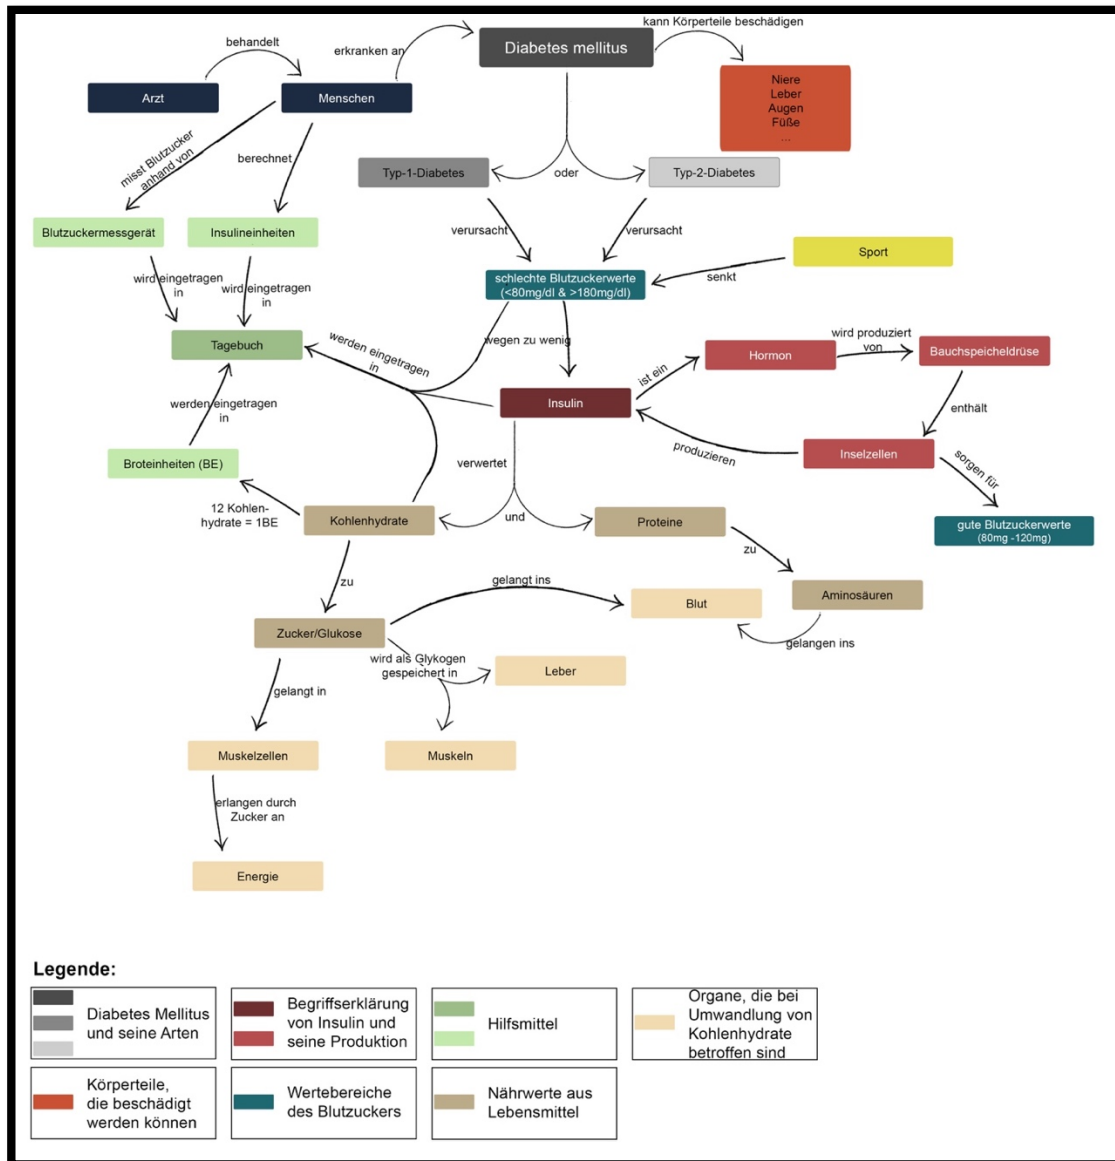 kann Körperteile beschädigen
behandelt
erkranken an
Diabetes mellitus
Arzt
Menschen
Niere
Leber
Augen
Füße
...
misst Blutzucker
anhand von
berechnet
Typ-1-Diabetes
oder
Typ-2-Diabetes
Blutzuckermessgerät
Insulineinheiten
verursacht
verursacht
Sport
wird eingetragen
in
wird eingetragen
in
schlechte Blutzuckerwerte
(<80mg/dl & >180mg/dl)
senkt
Tagebuch
werden eingetragen
in
wegen zu wenig
Hormon
wird produziert
von
Bauchspeicheldrüse
ist ein
Insulin
enthält
werden eingetragen
in
produzieren
Inselzellen
sorgen für
Broteinheiten (BE)
verwertet
12 Kohlen-
hydrate = 1BE
Kohlenhydrate
und
Proteine
gute Blutzuckerwerte
(80mg -120mg)
zu
zu
gelangt ins
Blut
Aminosäuren
Zucker/Glukose
gelangen ins
wird als Glykogen
gespeichert in
Leber
gelangt in
Muskelzellen
Muskeln
erlangen durch
Zucker an
Energie
Legende:
Diabetes Mellitus
und seine Arten
Begriffserklärung
von Insulin und
seine Produktion
Hilfsmittel
Organe, die bei
Umwandlung von
Kohlenhydrate
betroffen sind
Körperteile,
die beschädigt
werden können
Wertebereiche
des Blutzuckers
Nährwerte aus
Lebensmittel